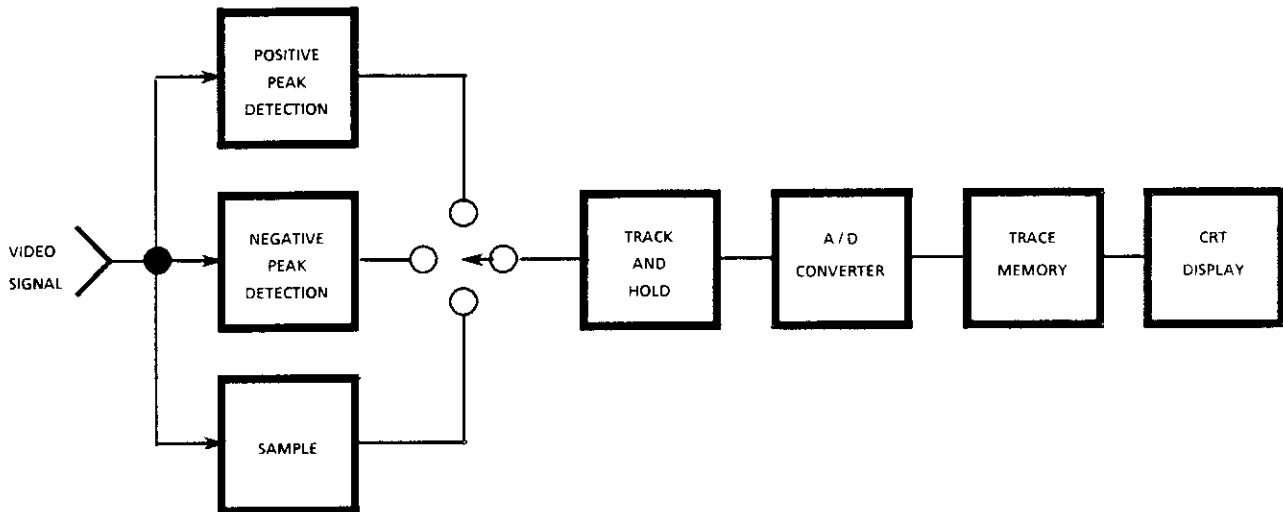 POSITIVE
PEAK
DETECTION
VIDEO
SIGNAL
NEGATIVE
PEAK
DETECTION
SAMPLE
TRACK
AND
HOLD
A / D
CONVERTER
TRACE
MEMORY
CRT
DISPLAY